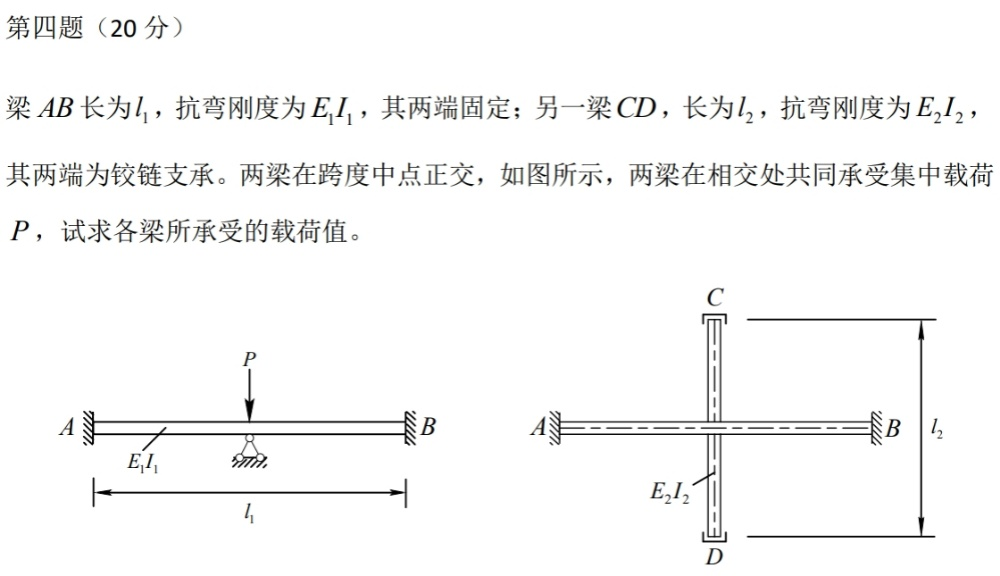 第四题（20 分）
梁 AB 长为 l₁，抗弯刚度为 E₁I₁，其两端固定；另一梁 CD，长为 l₂，抗弯刚度为 E₂I₂，
其两端为铰链支承。两梁在跨度中点正交，如图所示，两梁在相交处共同承受集中载荷
P，试求各梁所承受的载荷值。
P
A
B
E₁I₁
l₁
C
A
B
l₂
E₂I₂
D